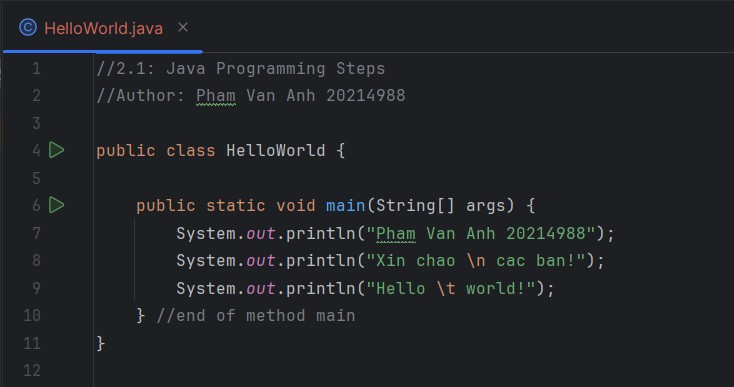 HelloWorld.java
1 //2.1: Java Programming Steps
2 //Author: Pham Van Anh 20214988
3
4 public class HelloWorld {
5
6     public static void main(String[] args) {
7         System.out.println("Pham Van Anh 20214988");
8         System.out.println("Xin chao \n cac ban!");
9         System.out.println("Hello \t world!");
10     } //end of method main
11 }
12